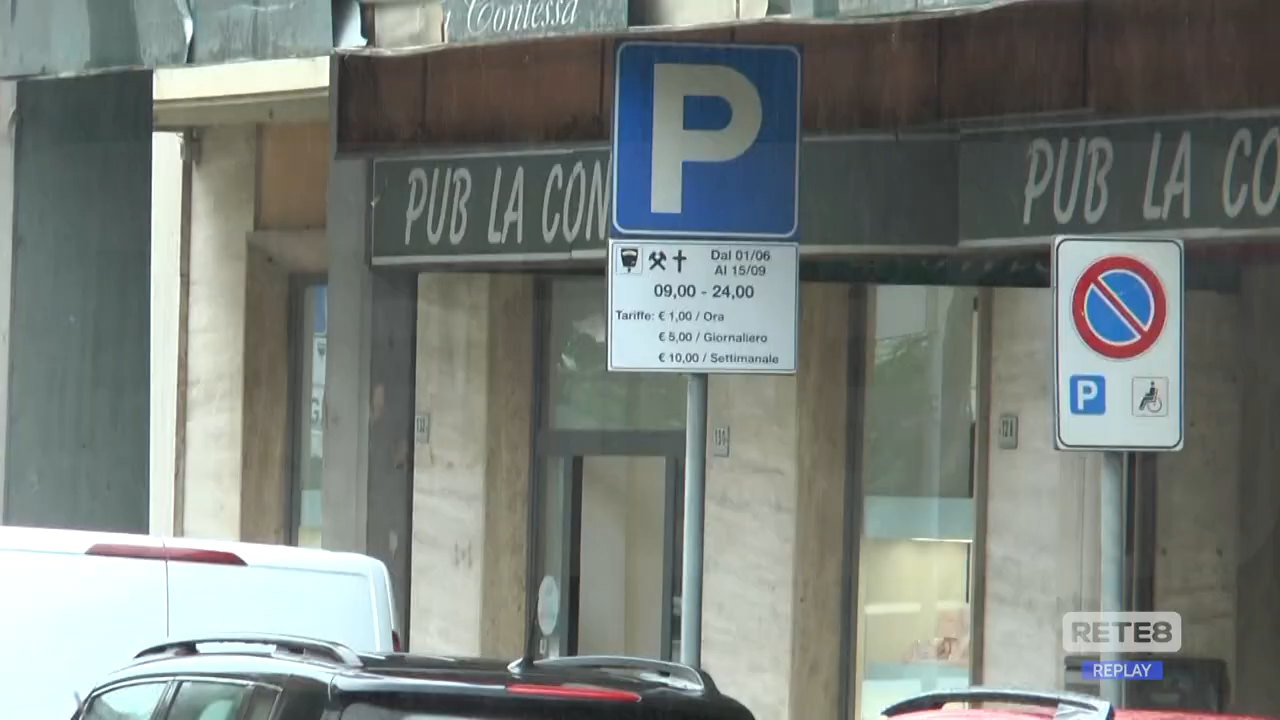 Contessa
PUB LA CON
PUB LA CO
P
Dal 01/06
Al 15/09
09,00 - 24,00
Tariffe: € 1,00 / Ora
€ 5,00 / Giornaliero
€ 10,00 / Settimanale
P
RETE8
REPLAY